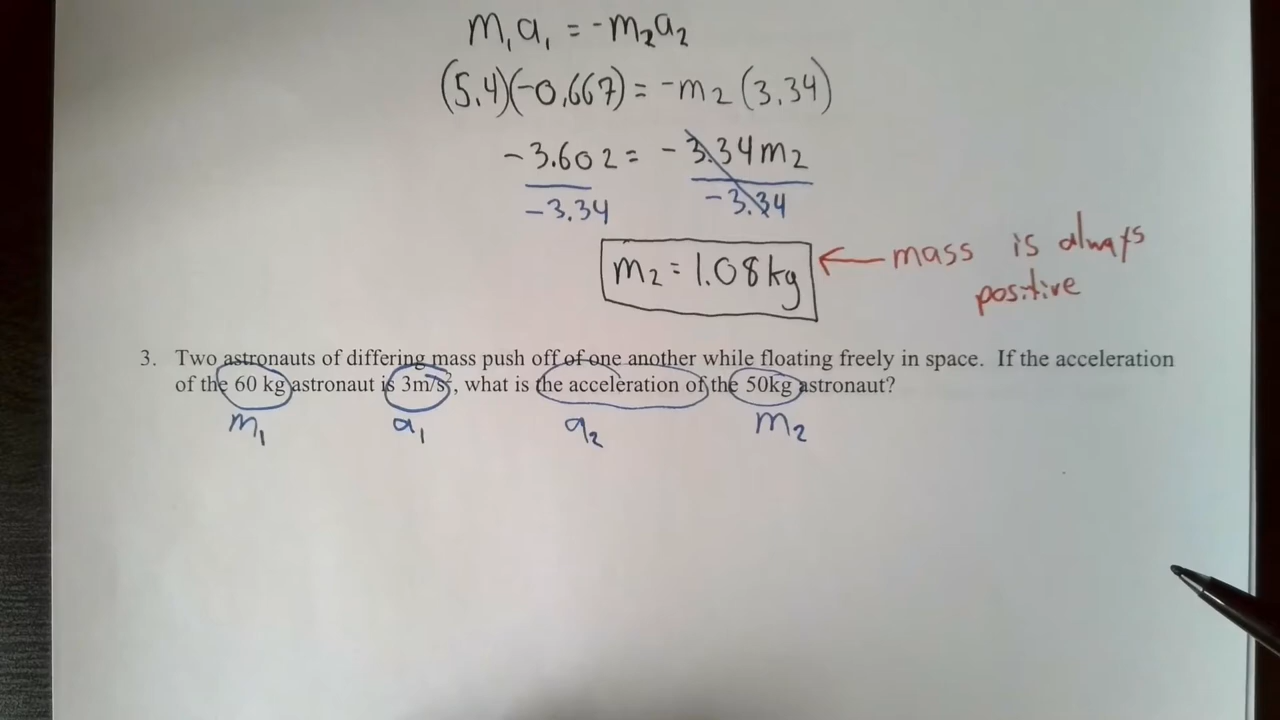 m₁a₁ = -m₂a₂
(5.4)(-0.667) = -m₂(3.34)
-3.602 = -3.34m₂
-3.34 -3.34
m₂ = 1.08kg ← mass is always
positive
3. Two astronauts of differing mass push off of one another while floating freely in space. If the acceleration
of the 60 kg astronaut is 3m/s², what is the acceleration of the 50kg astronaut?
m₁ a₁ a₂ m₂